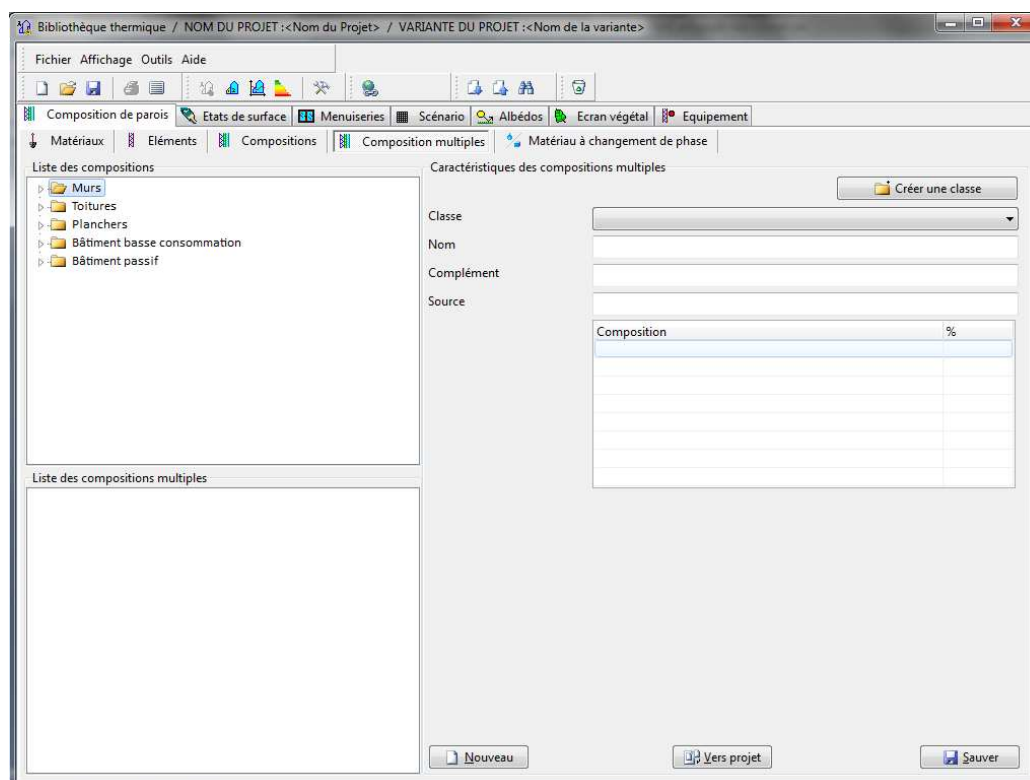 Bibliothèque thermique / NOM DU PROJET :<Nom du Projet> / VARIANTE DU PROJET :<Nom de la variante>
Fichier Affichage Outils Aide
Composition de parois Etats de surface Menuiseries Scénario Albédos Ecran végétal Equipement
Matériaux Eléments Compositions Composition multiples Matériau à changement de phase
Liste des compositions
Murs
Toitures
Planchers
Bâtiment basse consommation
Bâtiment passif
Liste des compositions multiples
Caractéristiques des compositions multiples
Créer une classe
Classe
Nom
Complément
Source
Composition %
Nouveau Vers projet Sauver